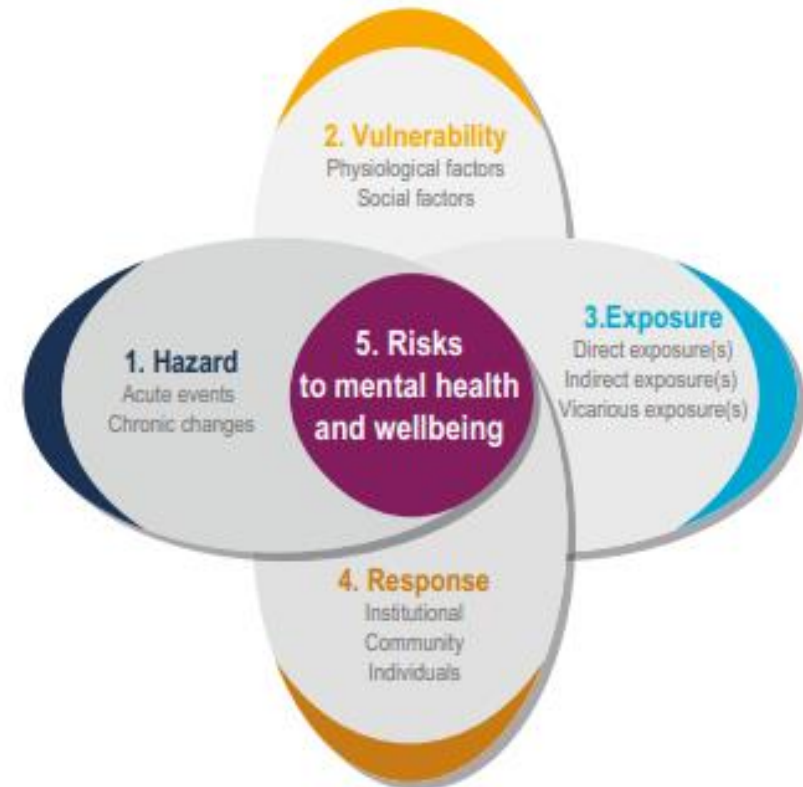 2. Vulnerability
Physiological factors
Social factors
1. Hazard
Acute events
Chronic changes
5. Risks
to mental health
and wellbeing
3.Exposure
Direct exposure(s)
Indirect exposure(s)
Vicarious exposure(s)
4. Response
Institutional
Community
Individuals